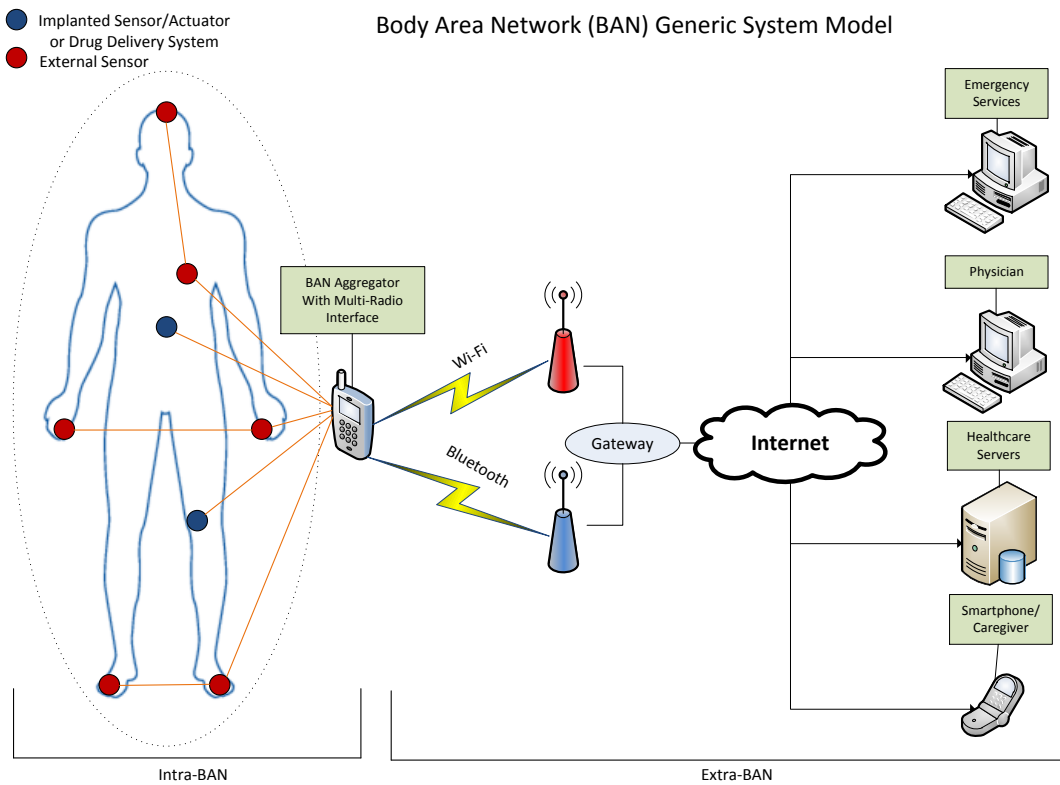 Body Area Network (BAN) Generic System Model
Implanted Sensor/Actuator
or Drug Delivery System
External Sensor
BAN Aggregator
With Multi-Radio
Interface
Wi-Fi
Bluetooth
Gateway
Internet
Emergency
Services
Physician
Healthcare
Servers
Smartphone/
Caregiver
Intra-BAN
Extra-BAN